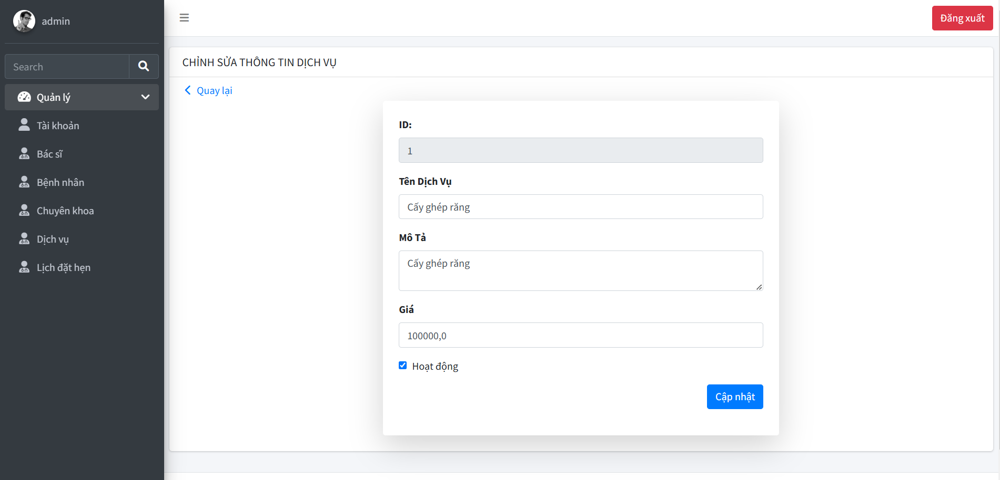 admin
Search
Quản lý
Tài khoản
Bác sĩ
Bệnh nhân
Chuyên khoa
Dịch vụ
Lịch đặt hẹn
Đăng xuất
CHỈNH SỬA THÔNG TIN DỊCH VỤ
Quay lại
ID:
1
Tên Dịch Vụ
Cấy ghép răng
Mô Tả
Cấy ghép răng
Giá
100000,0
Hoạt động
Cập nhật